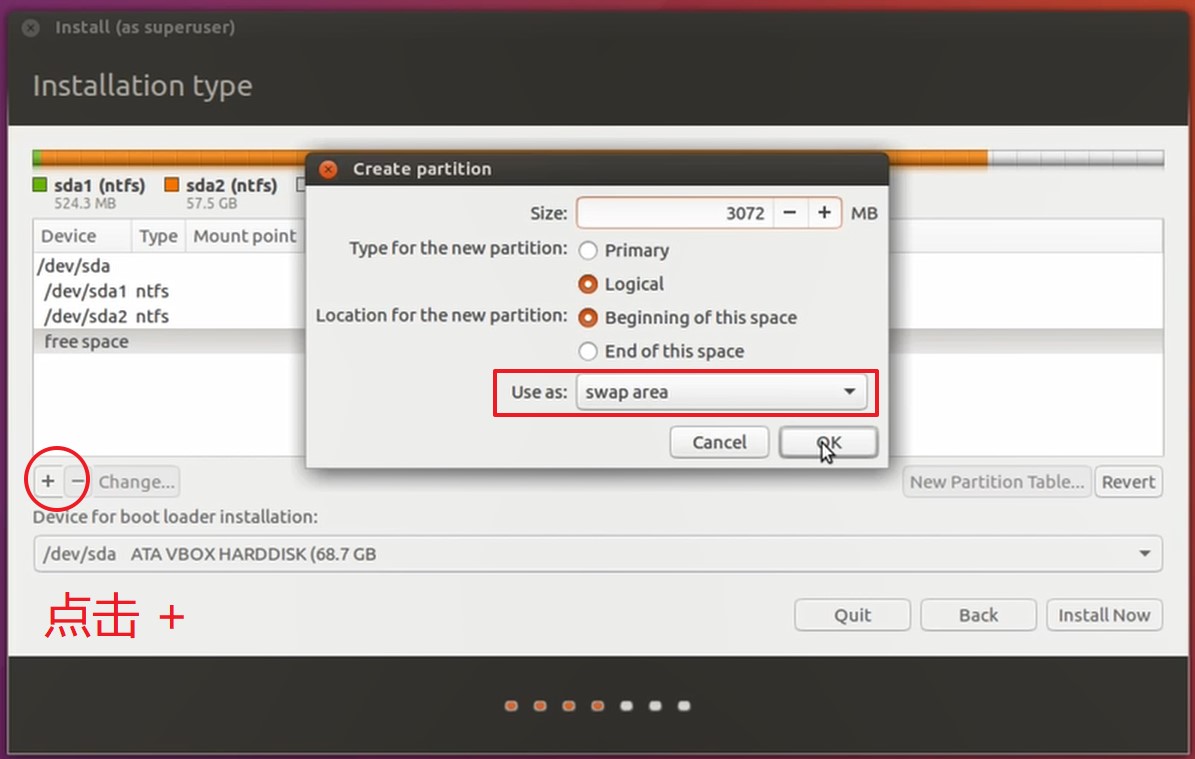 Install (as superuser)
Installation type
Create partition
sda1 (ntfs) sda2 (ntfs)
524.3 MB 57.5 GB
Size: 3072 − + MB
Type for the new partition: Primary
Logical
Location for the new partition: Beginning of this space
End of this space
Use as: swap area
Cancel OK
Device Type Mount point
/dev/sda
/dev/sda1 ntfs
/dev/sda2 ntfs
free space
+ − Change... New Partition Table... Revert
Device for boot loader installation:
/dev/sda ATA VBOX HARDDISK (68.7 GB
点击 +
Quit Back Install Now